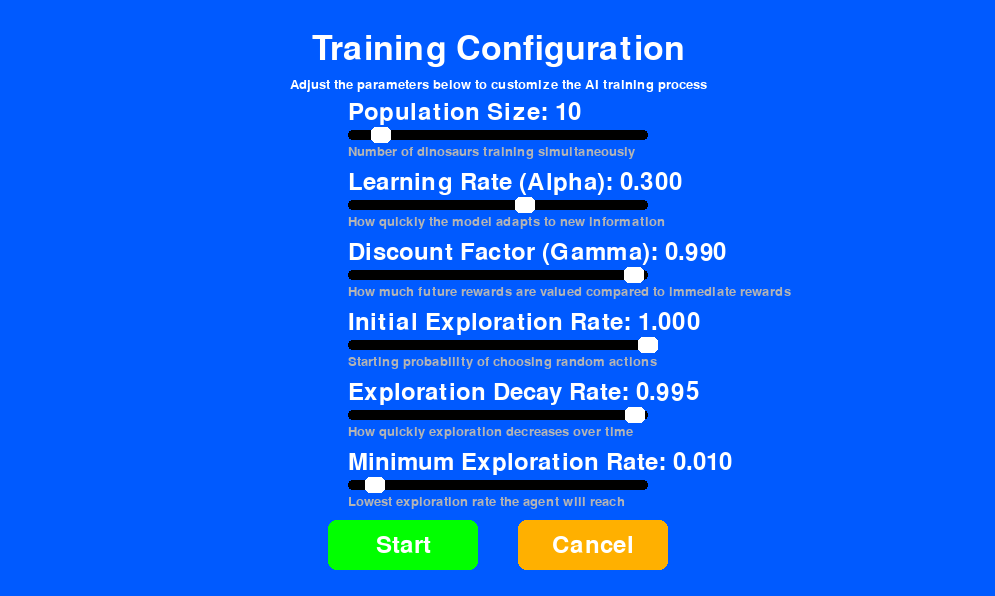 Training Configuration
Adjust the parameters below to customize the AI training process
Population Size: 10
Number of dinosaurs training simultaneously
Learning Rate (Alpha): 0.300
How quickly the model adapts to new information
Discount Factor (Gamma): 0.990
How much future rewards are valued compared to immediate rewards
Initial Exploration Rate: 1.000
Starting probability of choosing random actions
Exploration Decay Rate: 0.995
How quickly exploration decreases over time
Minimum Exploration Rate: 0.010
Lowest exploration rate the agent will reach
Start
Cancel